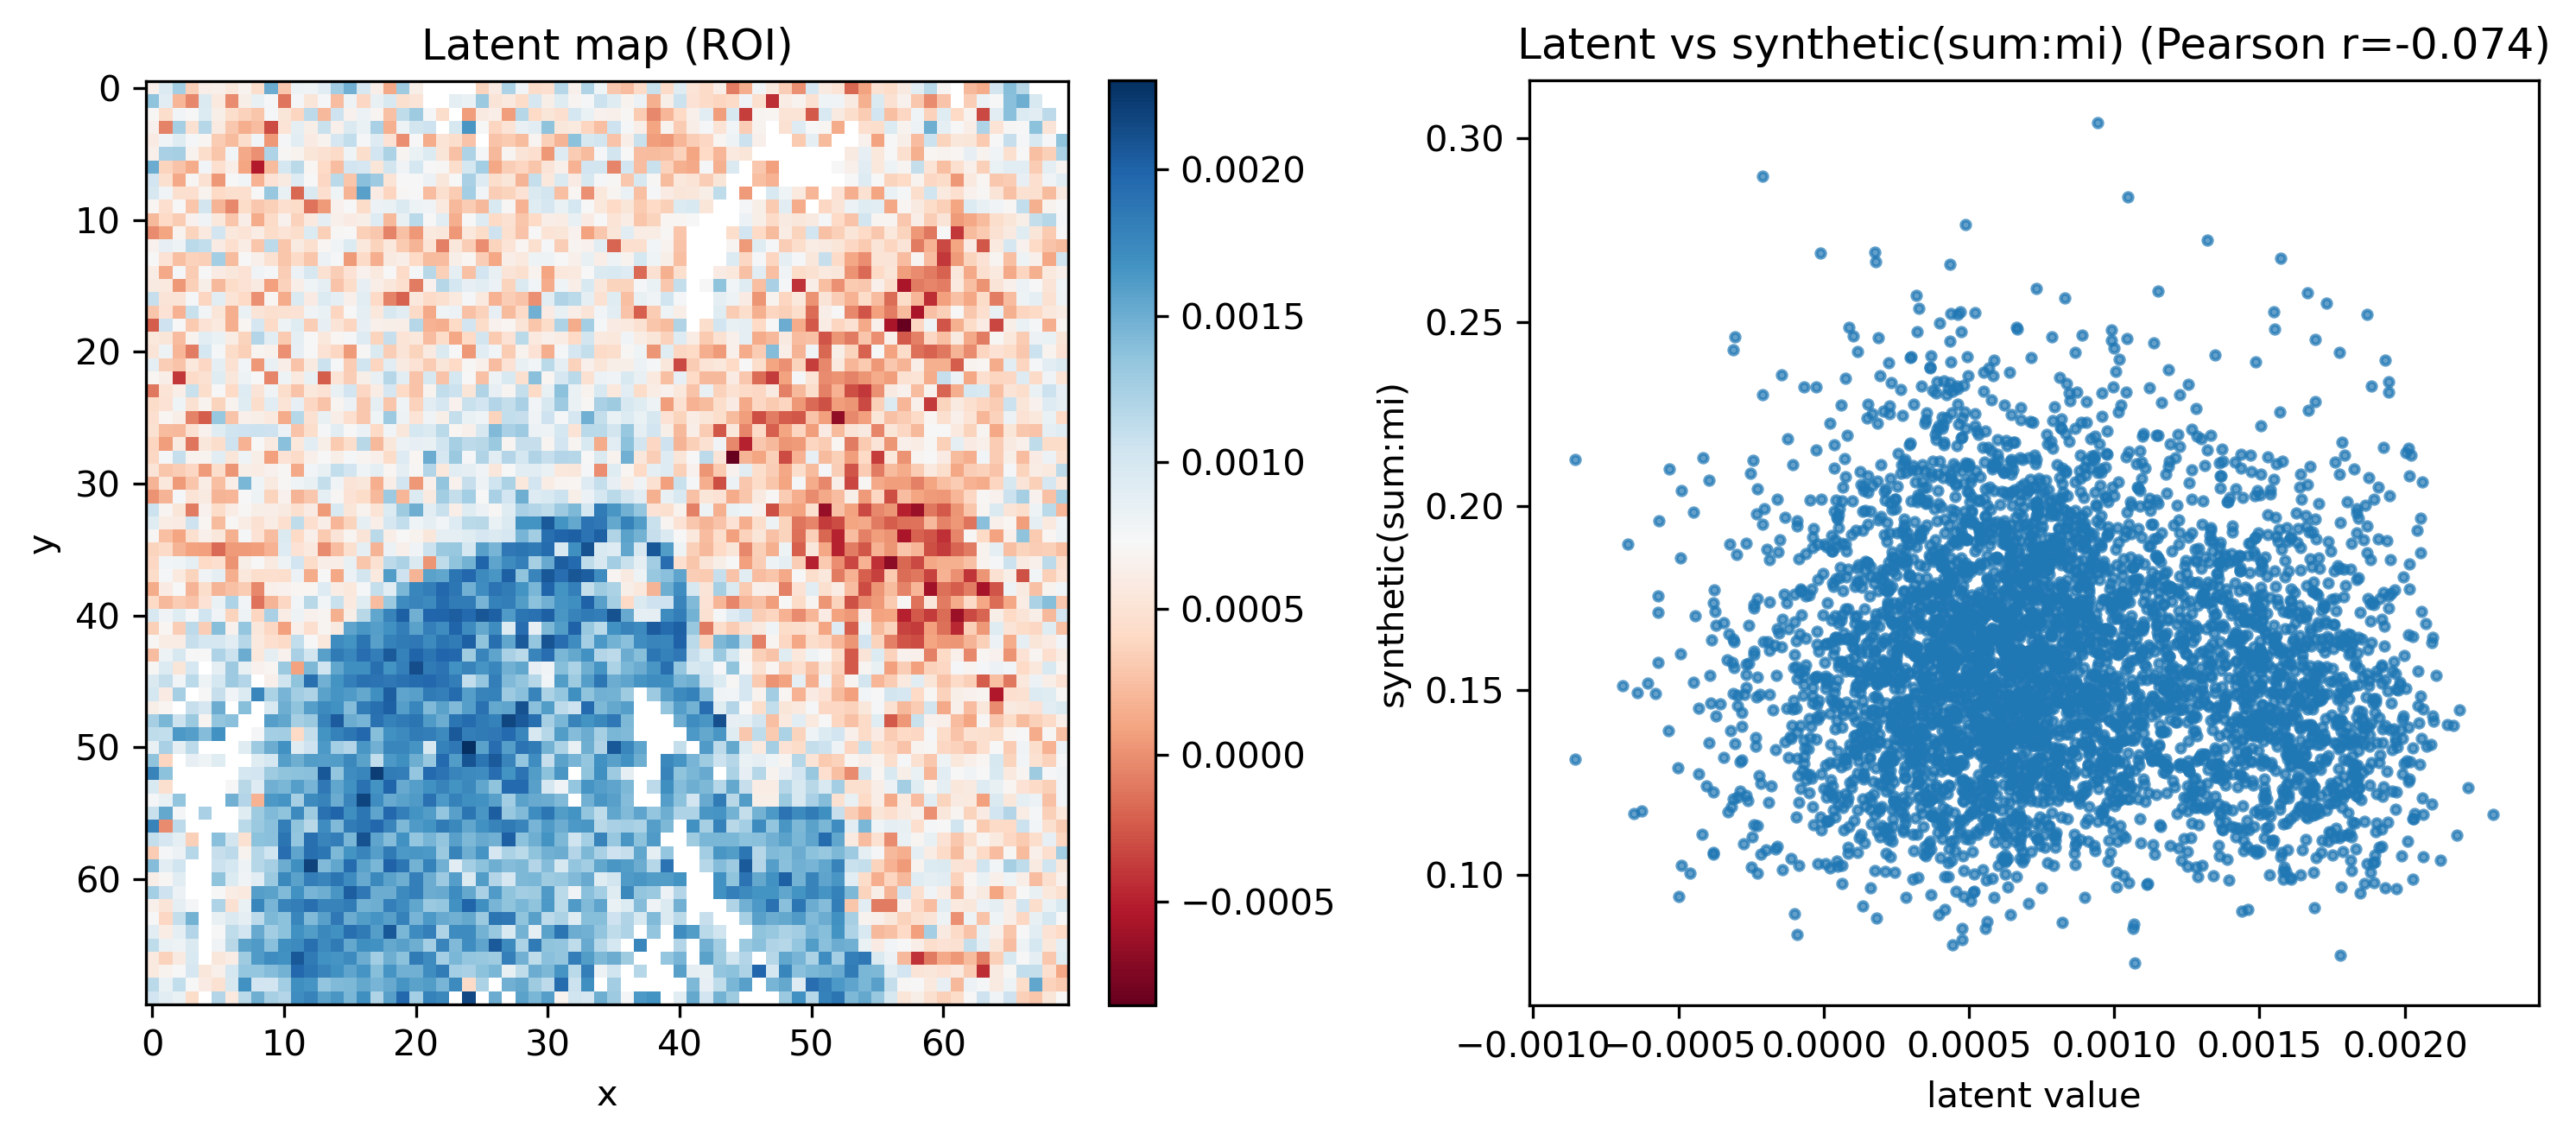 Latent map (ROI)
0
10
20
30
40
50
60
y
0 10 20 30 40 50 60
x
0.0020
0.0015
0.0010
0.0005
0.0000
−0.0005
Latent vs synthetic(sum:mi) (Pearson r=-0.074)
0.30
0.25
0.20
0.15
0.10
synthetic(sum:mi)
−0.0010 −0.0005 0.0000 0.0005 0.0010 0.0015 0.0020
latent value